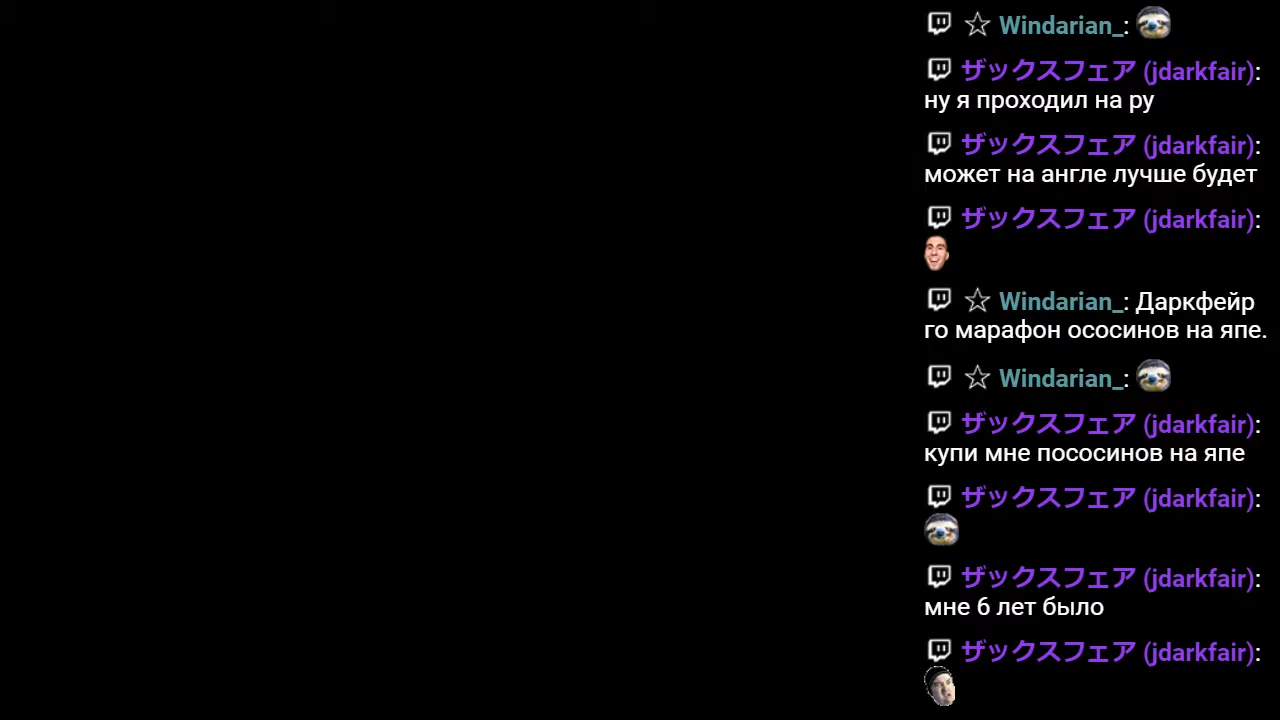 Windarian_:
ザックスフェア (jdarkfair):
ну я проходил на ру
ザックスフェア (jdarkfair):
может на англе лучше будет
ザックスフェア (jdarkfair):
Windarian_: Даркфейр
го марафон ососинов на япе.
Windarian_:
ザックスフェア (jdarkfair):
купи мне пососинов на япе
ザックスフェア (jdarkfair):
ザックスフェア (jdarkfair):
мне 6 лет было
ザックスフェア (jdarkfair):